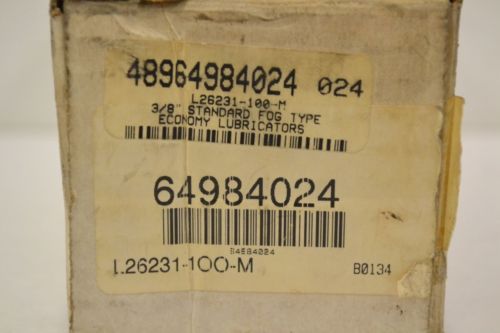 48964984024 024
L26231-100-M
3/8" STANDARD FOG TYPE
ECONOMY LUBRICATORS
64984024
64984024
L26231-100-M B0134